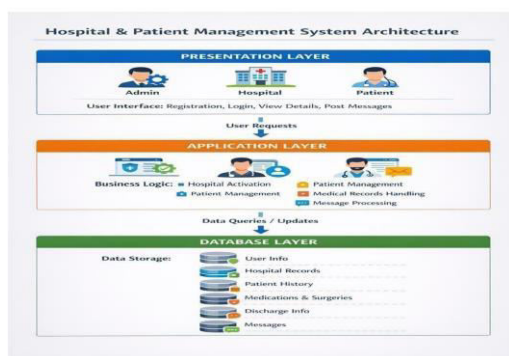 Hospital & Patient Management System Architecture
PRESENTATION LAYER
Admin Hospital Patient
User Interface: Registration, Login, View Details, Post Messages
User Requests
APPLICATION LAYER
Business Logic: Hospital Activation Patient Management
Patient Management Medical Records Handling
Message Processing
Data Queries / Updates
DATABASE LAYER
Data Storage: User Info
Hospital Records
Patient History
Medications & Surgeries
Discharge Info
Messages